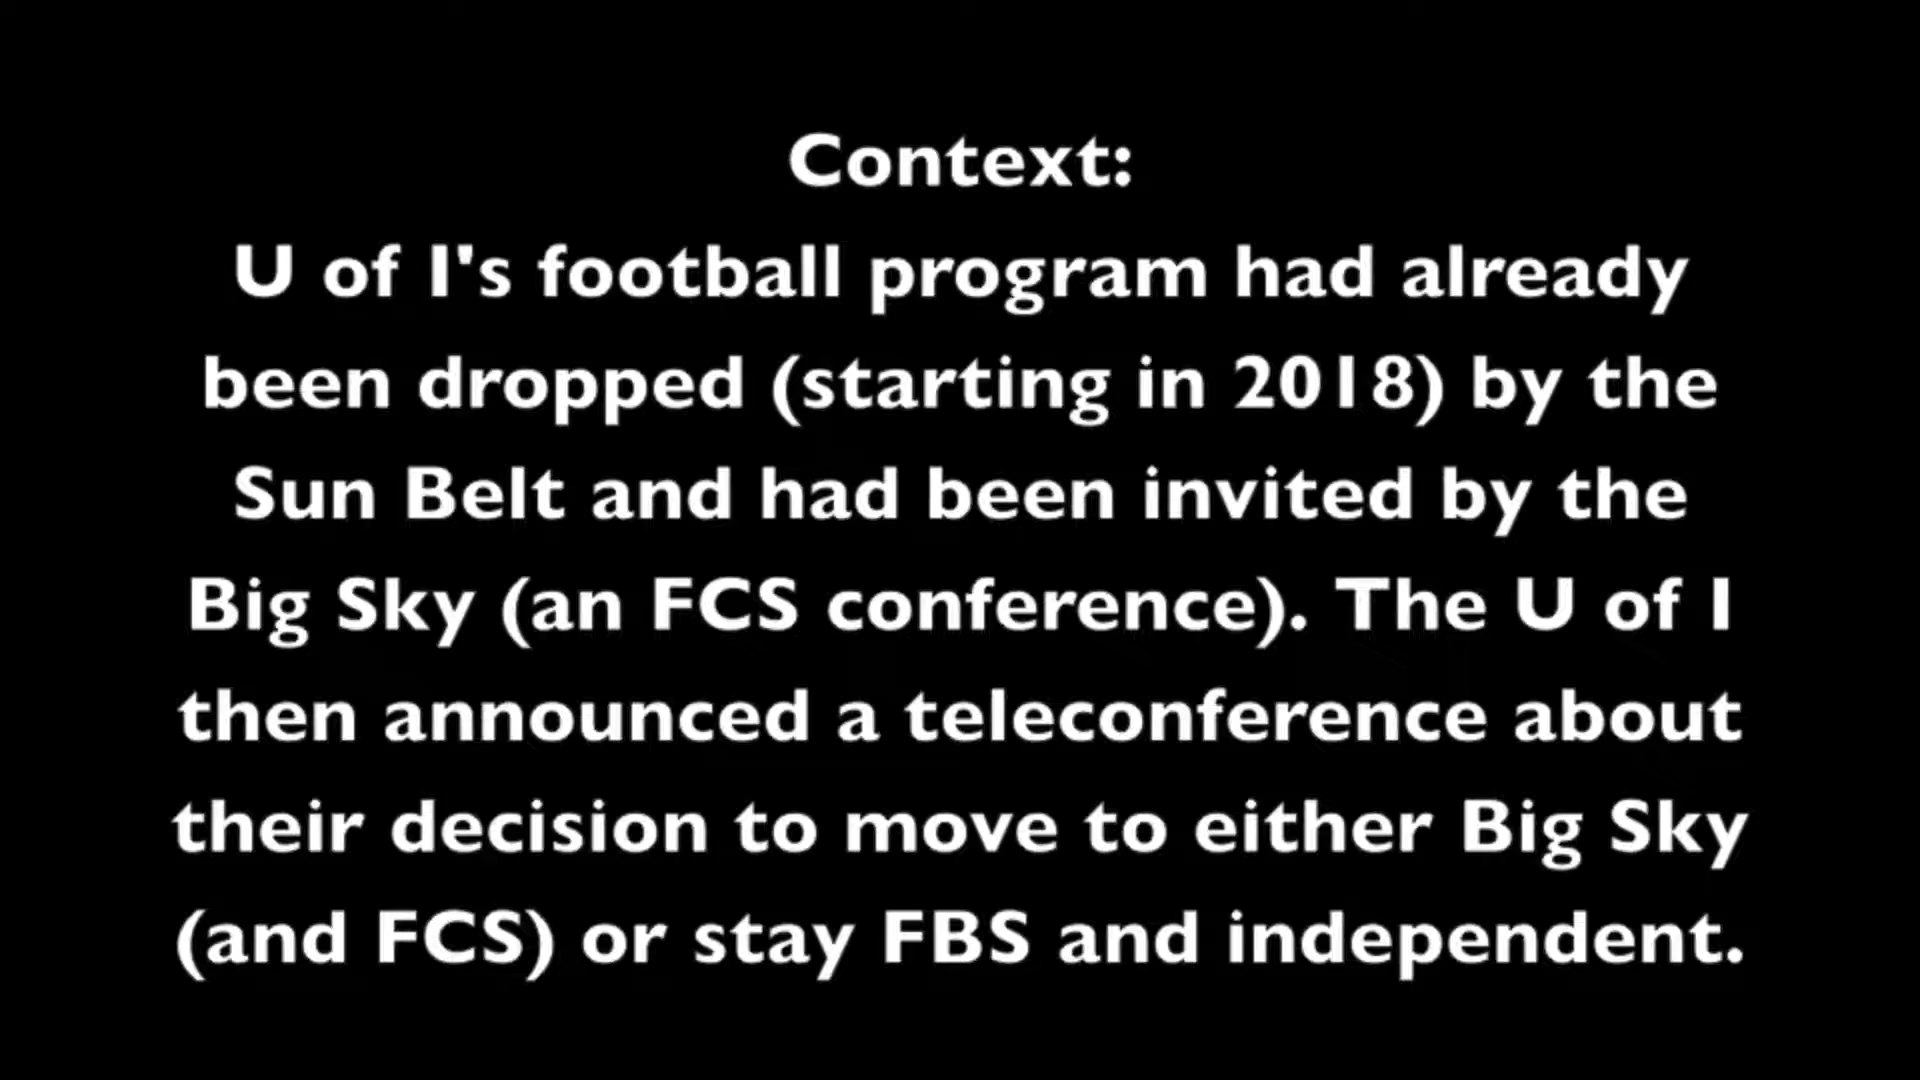 Context:
U of I's football program had already
been dropped (starting in 2018) by the
Sun Belt and had been invited by the
Big Sky (an FCS conference). The U of I
then announced a teleconference about
their decision to move to either Big Sky
(and FCS) or stay FBS and independent.